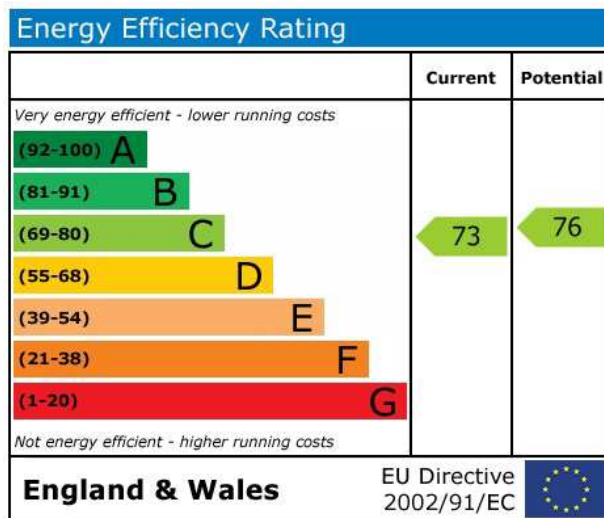 Energy Efficiency Rating
Current Potential
Very energy efficient - lower running costs
(92-100) A
(81-91) B
(69-80) C
73 76
(55-68) D
(39-54) E
(21-38) F
(1-20) G
Not energy efficient - higher running costs
England & Wales
EU Directive
2002/91/EC